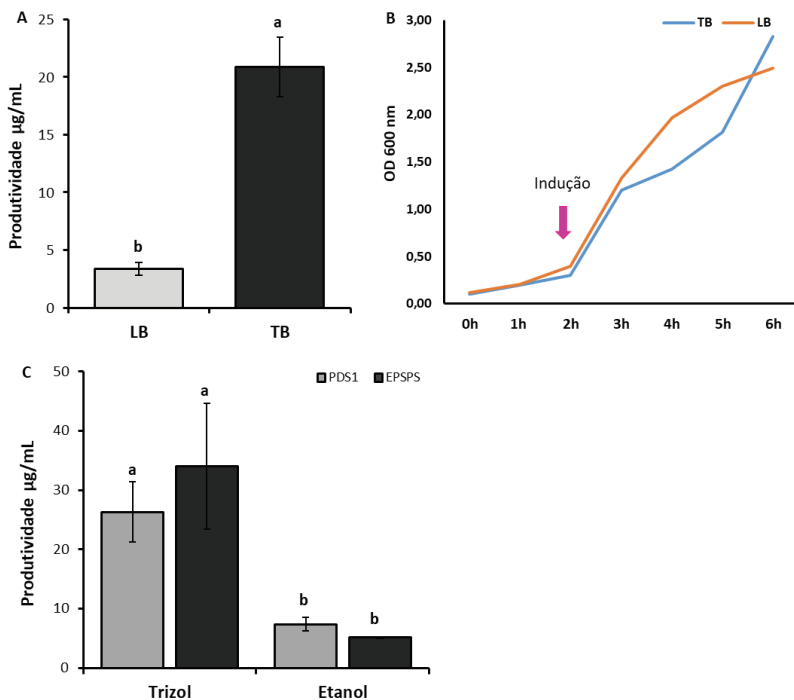 A
Produtividade µg/mL
25
20
15
10
5
0
a
b
LB
TB
B
TB
LB
OD 600 nm
3,00
2,50
2,00
1,50
1,00
0,50
0,00
Indução
0h 1h 2h 3h 4h 5h 6h
C
PDS1
EPSPS
Produtividade µg/mL
50
40
30
20
10
0
a
a
b
b
Trizol
Etanol